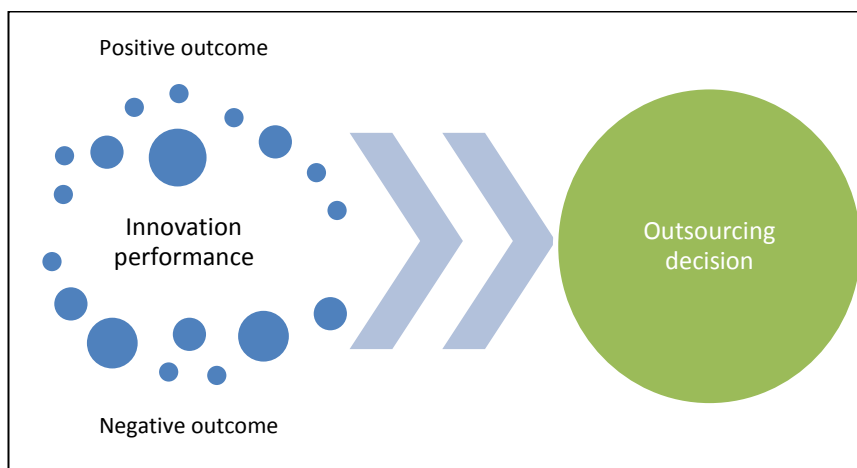 Positive outcome
Innovation
performance
Outsourcing
decision
Negative outcome